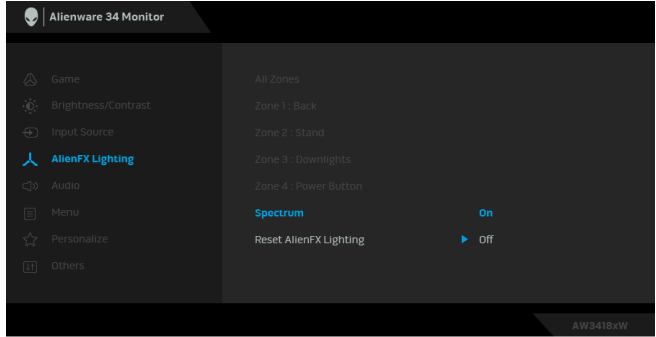 Alienware 34 Monitor
Game
All Zones
Brightness/Contrast
Zone 1 : Back
Input Source
Zone 2 : Stand
AlienFX Lighting
Zone 3 : Downlights
Audio
Zone 4 : Power Button
Menu
Spectrum On
Personalize
Reset AlienFX Lighting Off
Others
AW3418xW